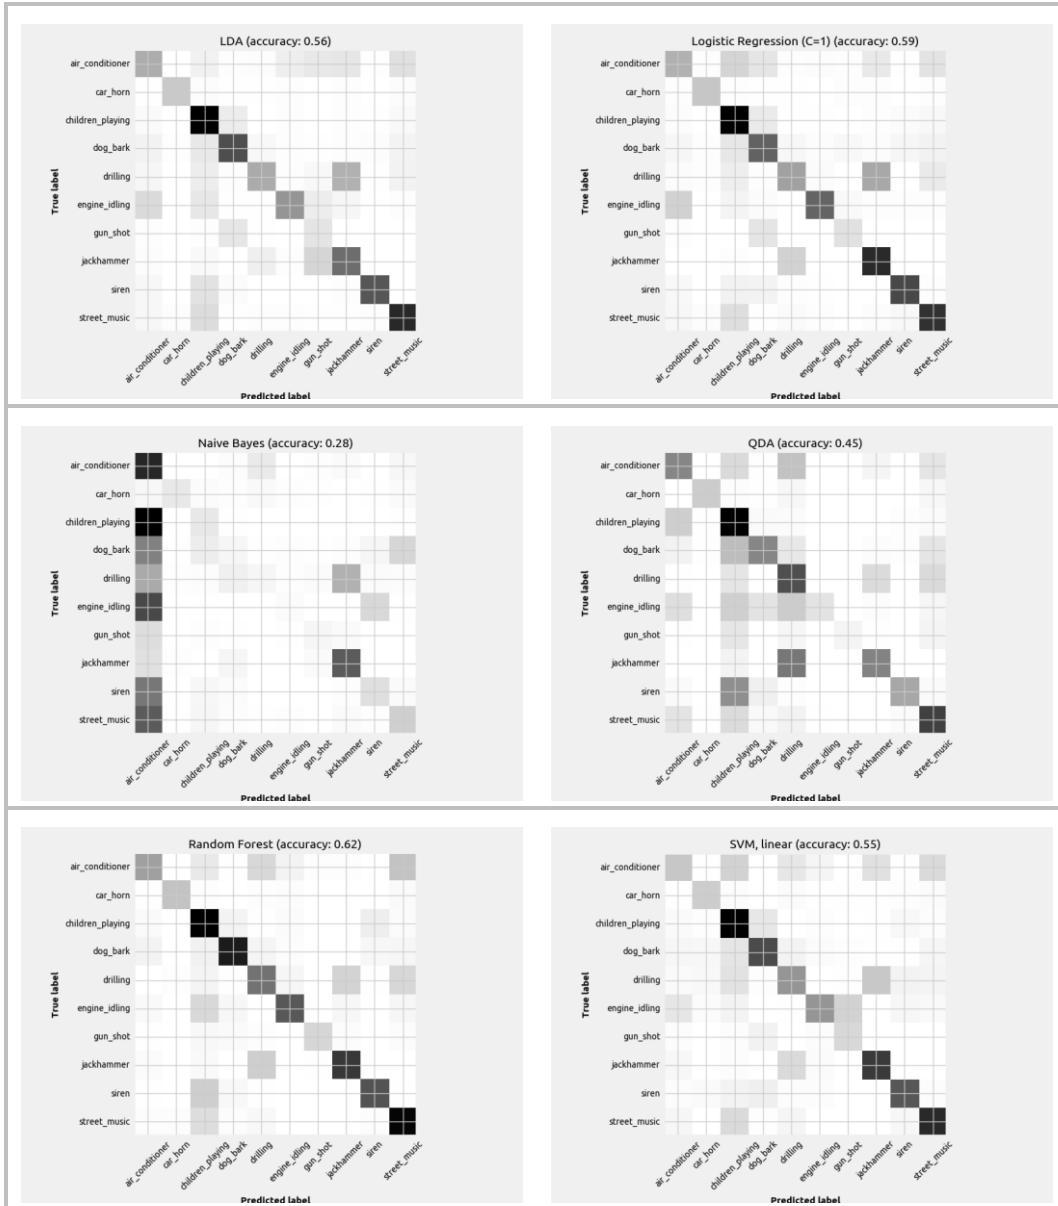 LDA (accuracy: 0.56)
air_conditioner
car_horn
children_playing
dog_bark
drilling
engine_idling
gun_shot
jackhammer
siren
street_music
True label
air_conditioner
car_horn
children_playing
dog_bark
drilling
engine_idling
gun_shot
jackhammer
siren
street_music
Predicted label
Logistic Regression (C=1) (accuracy: 0.59)
air_conditioner
car_horn
children_playing
dog_bark
drilling
engine_idling
gun_shot
jackhammer
siren
street_music
True label
air_conditioner
car_horn
children_playing
dog_bark
drilling
engine_idling
gun_shot
jackhammer
siren
street_music
Predicted label
Naive Bayes (accuracy: 0.28)
air_conditioner
car_horn
children_playing
dog_bark
drilling
engine_idling
gun_shot
jackhammer
siren
street_music
True label
air_conditioner
car_horn
children_playing
dog_bark
drilling
engine_idling
gun_shot
jackhammer
siren
street_music
Predicted label
QDA (accuracy: 0.45)
air_conditioner
car_horn
children_playing
dog_bark
drilling
engine_idling
gun_shot
jackhammer
siren
street_music
True label
air_conditioner
car_horn
children_playing
dog_bark
drilling
engine_idling
gun_shot
jackhammer
siren
street_music
Predicted label
Random Forest (accuracy: 0.62)
air_conditioner
car_horn
children_playing
dog_bark
drilling
engine_idling
gun_shot
jackhammer
siren
street_music
True label
air_conditioner
car_horn
children_playing
dog_bark
drilling
engine_idling
gun_shot
jackhammer
siren
street_music
Predicted label
SVM, linear (accuracy: 0.55)
air_conditioner
car_horn
children_playing
dog_bark
drilling
engine_idling
gun_shot
jackhammer
siren
street_music
True label
air_conditioner
car_horn
children_playing
dog_bark
drilling
engine_idling
gun_shot
jackhammer
siren
street_music
Predicted label